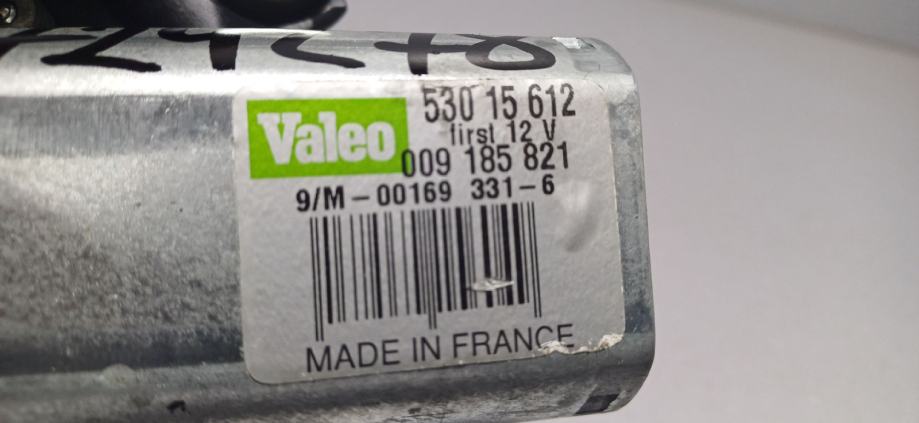 Valeo
530 15 612
first 12 V
009 185 821
9/M-00169 331-6
MADE IN FRANCE